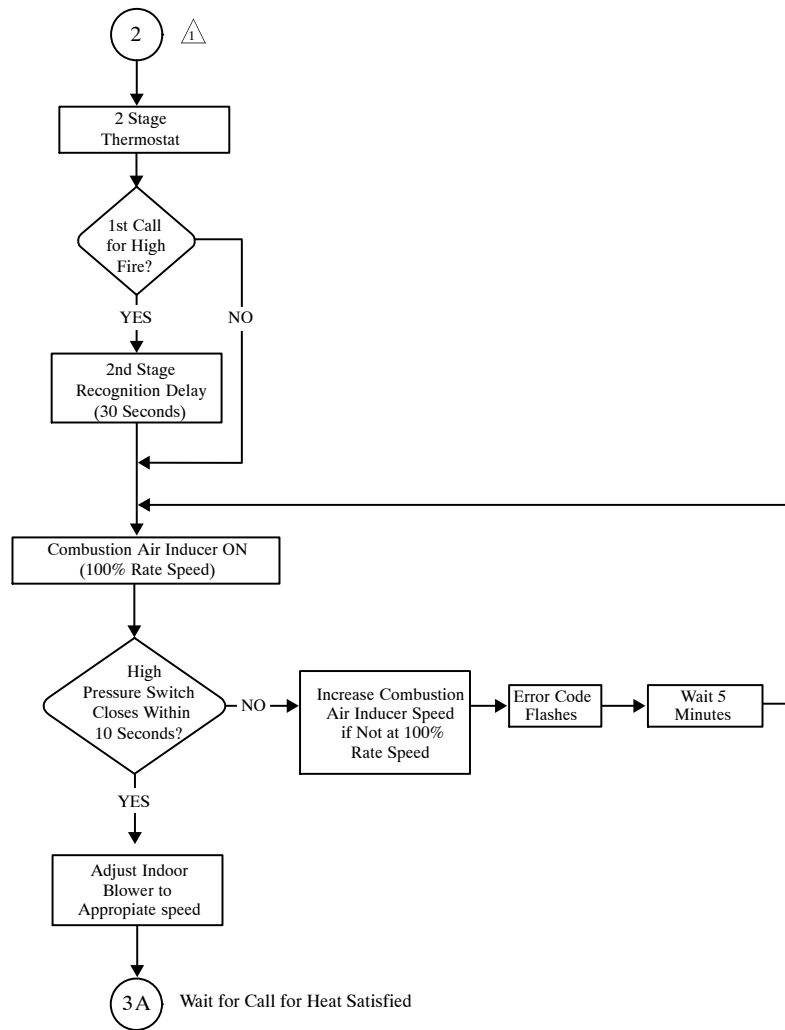 2
1
2 Stage
Thermostat
1st Call
for High
Fire?
YES
NO
2nd Stage
Recognition Delay
(30 Seconds)
Combustion Air Inducer ON
(100% Rate Speed)
High
Pressure Switch
Closes Within
10 Seconds?
NO
Increase Combustion
Air Inducer Speed
if Not at 100%
Rate Speed
Error Code
Flashes
Wait 5
Minutes
YES
Adjust Indoor
Blower to
Appropiate speed
3A
Wait for Call for Heat Satisfied